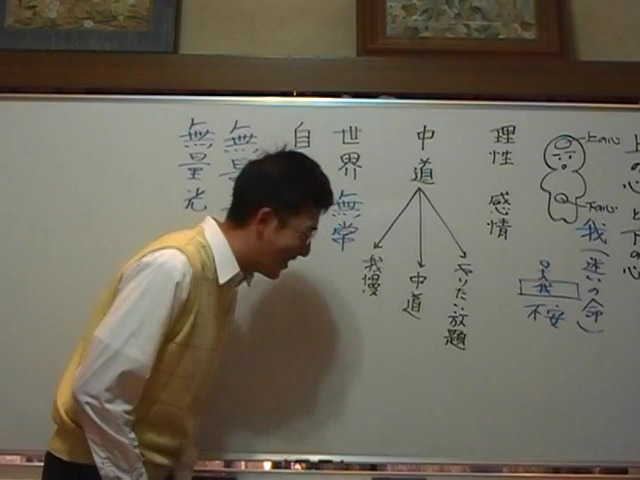 上の心と下の心
上の心
下の心
我(迷いの命)
我
不安
理性 感情
中道
やりたい放題
中道
我慢
世界 無常
自
無量
無量光